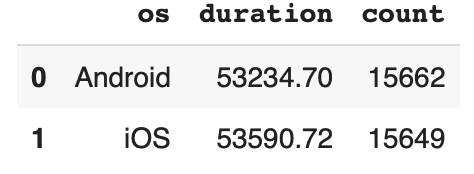 os duration count
0 Android 53234.70 15662
1 iOS 53590.72 15649